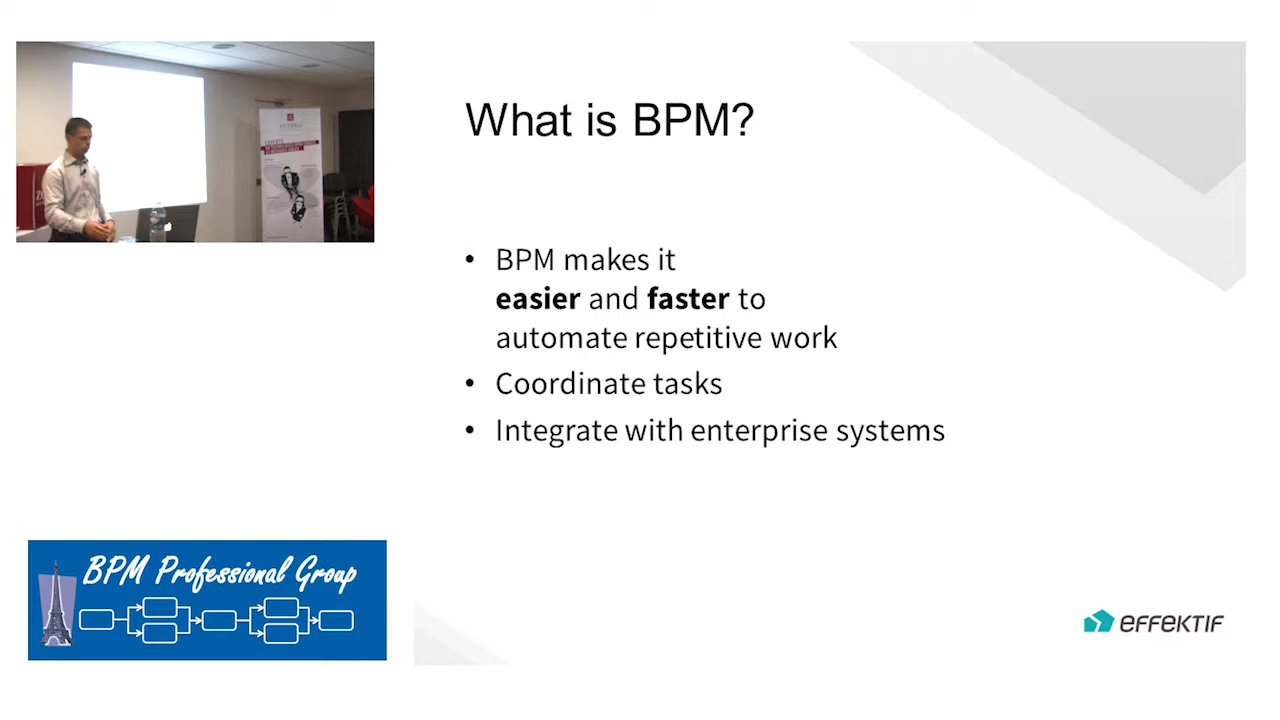 What is BPM?
• BPM makes it
easier and faster to
automate repetitive work
• Coordinate tasks
• Integrate with enterprise systems
BPM Professional Group
EFFEKTIF